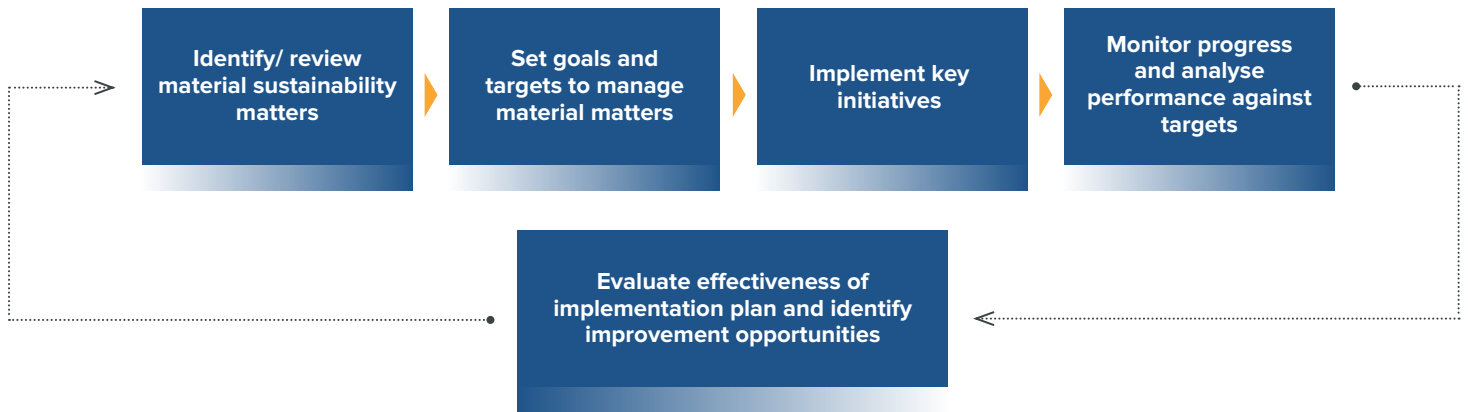 Identify/ review
material sustainability
matters
Set goals and
targets to manage
material matters
Implement key
initiatives
Monitor progress
and analyse
performance against
targets
Evaluate effectiveness of
implementation plan and identify
improvement opportunities